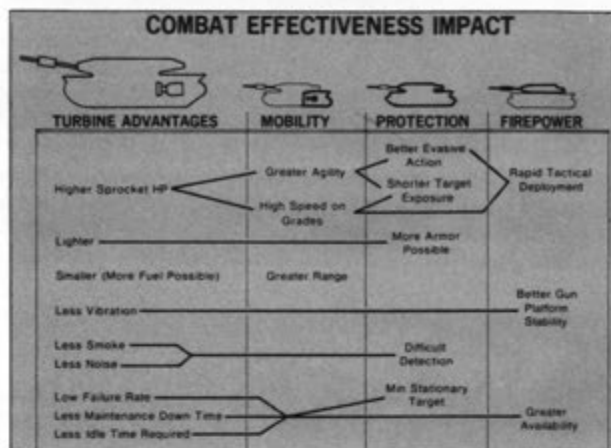 COMBAT EFFECTIVENESS IMPACT
TURBINE ADVANTAGES
MOBILITY
PROTECTION
FIREPOWER
Higher Sprocket HP
Greater Agility
High Speed on
Grades
Better Evasive
Action
Shorter Target
Exposure
Rapid Tactical
Deployment
Lighter
More Armor
Possible
Smaller (More Fuel Possible)
Greater Range
Less Vibration
Better Gun
Platform
Stability
Less Smoke
Less Noise
Difficult
Detection
Low Failure Rate
Less Maintenance Down Time
Less Idle Time Required
Min Stationary
Target
Greater
Availability